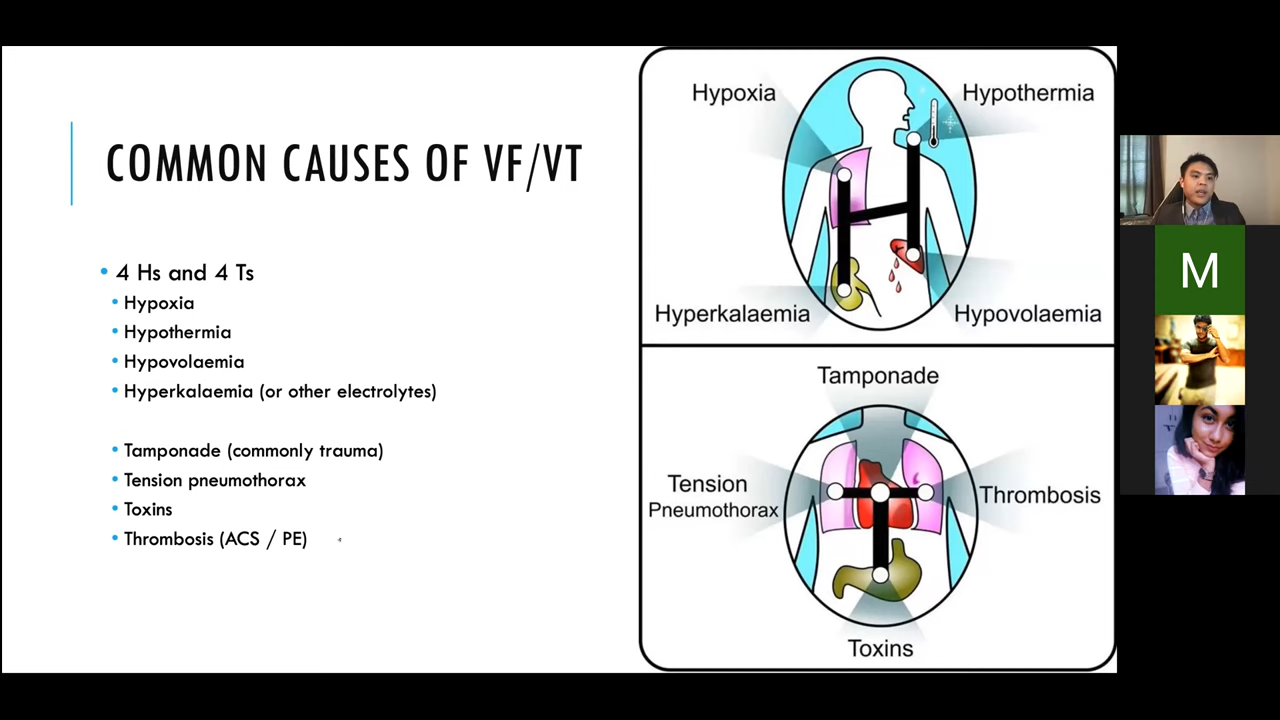 COMMON CAUSES OF VF/VT
4 Hs and 4 Ts
Hypoxia
Hypothermia
Hypovolaemia
Hyperkalaemia (or other electrolytes)
Tamponade (commonly trauma)
Tension pneumothorax
Toxins
Thrombosis (ACS / PE)
Hypoxia
Hypothermia
Hyperkalaemia
Hypovolaemia
Tamponade
Tension
Pneumothorax
Thrombosis
Toxins
M